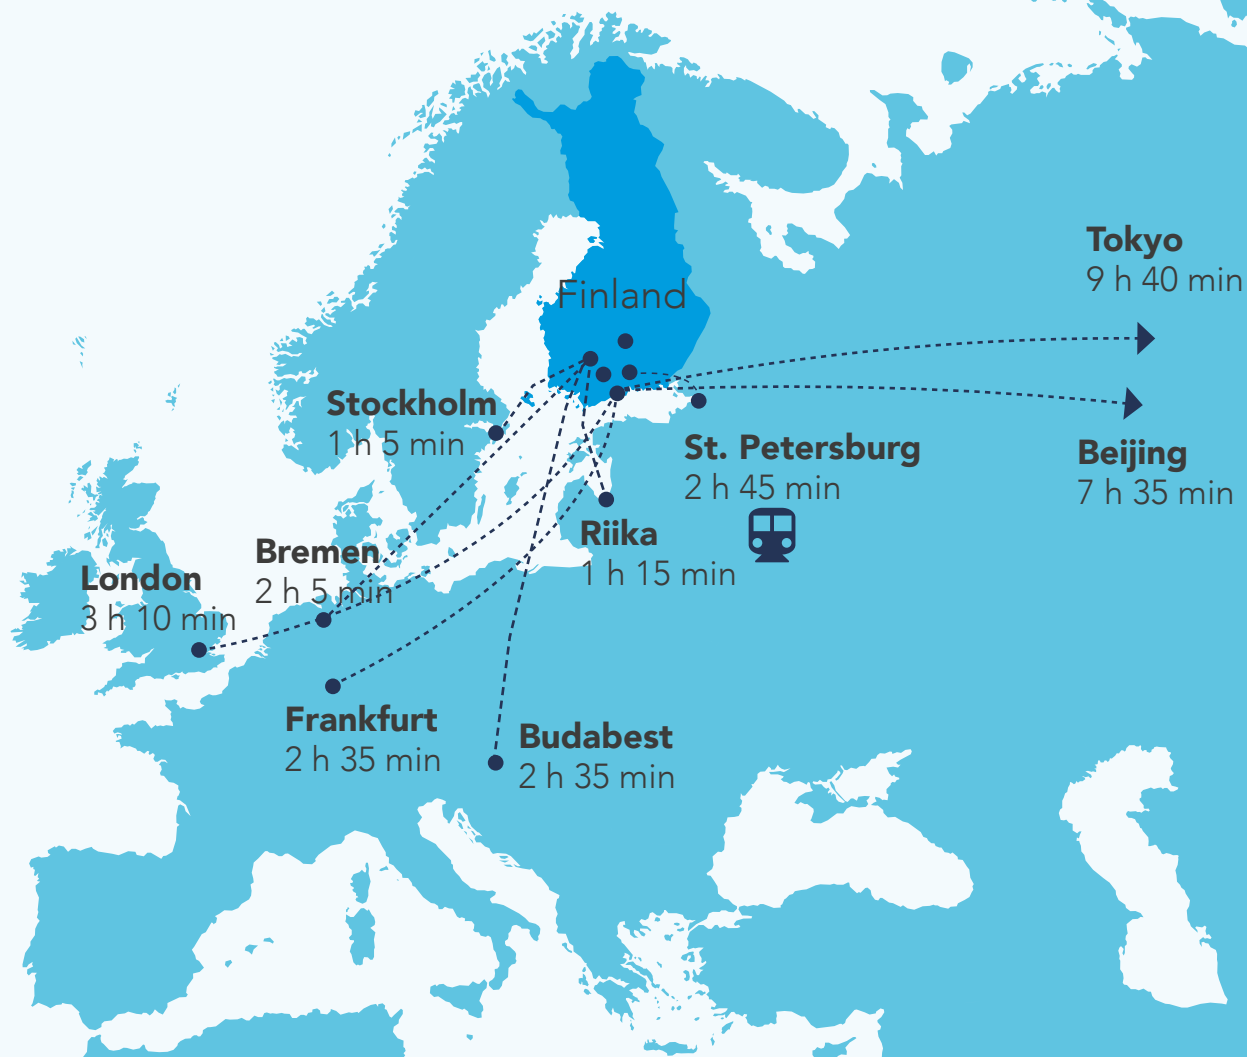 Tokyo
9 h 40 min
Finland
Stockholm
1 h 5 min
St. Petersburg
2 h 45 min
Beijing
7 h 35 min
Riika
1 h 15 min
Bremen
2 h 5 min
London
3 h 10 min
Frankfurt
2 h 35 min
Budabest
2 h 35 min